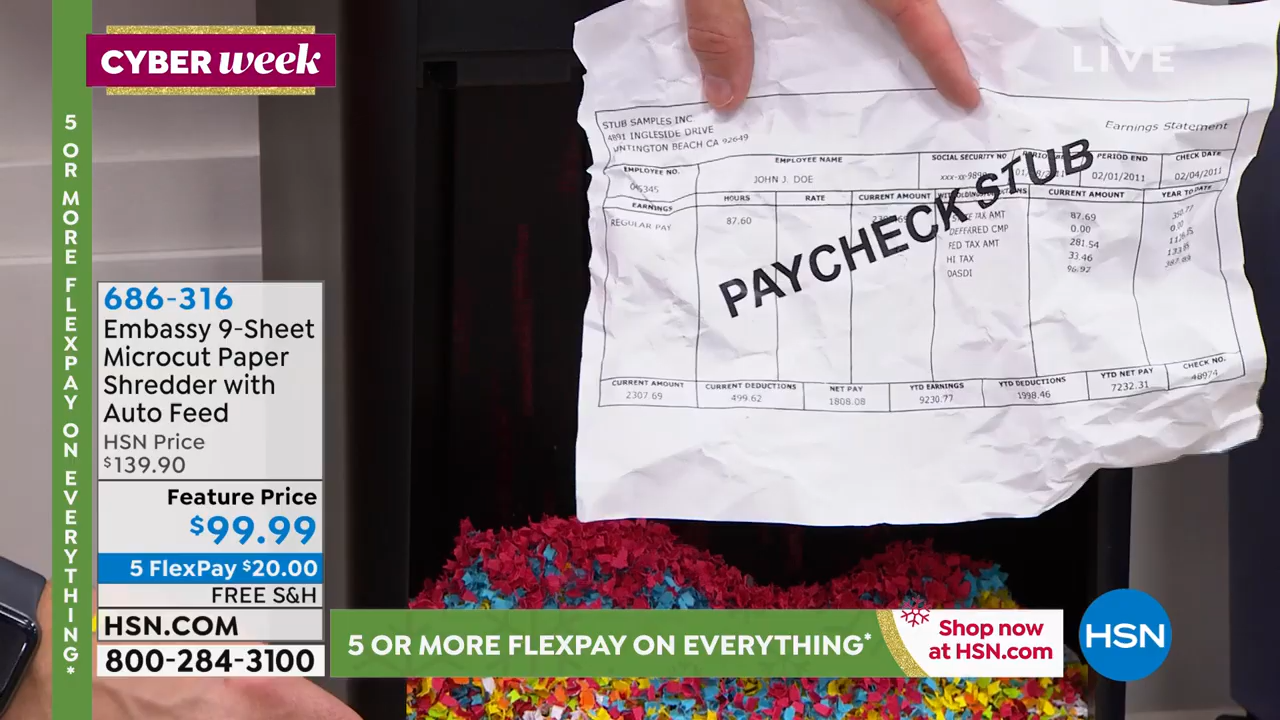 CYBER week
LIVE
5 OR MORE FLEXPAY ON EVERYTHING*
STUB SAMPLES INC.
4891 INGLESIDE DRIVE
UNTINGTON BEACH CA 92649
Earnings Statement
EMPLOYEE NO.
EMPLOYEE NAME
SOCIAL SECURITY NO
PERIOD END
CHECK DATE
JOHN J. DOE
02/01/2011
02/04/2011
EARNINGS
HOURS
RATE
CURRENT AMOUNT
CURRENT AMOUNT
YEAR TO DATE
REGULAR PAY
87.60
TAX AMT
87.69
DEFFARED CMP
0.00
0.00
FED TAX AMT
281.54
HI TAX
33.46
OASDI
96.92
PAYCHECK STUB
CURRENT AMOUNT
CURRENT DEDUCTIONS
NET PAY
YTD EARNINGS
YTD DEDUCTIONS
YTD NET PAY
CHECK NO.
2307.69
499.62
1808.08
9230.77
1998.46
7232.31
48974
686-316
Embassy 9-Sheet
Microcut Paper
Shredder with
Auto Feed
HSN Price
$139.90
Feature Price
$99.99
5 FlexPay $20.00
FREE S&H
HSN.COM
800-284-3100
5 OR MORE FLEXPAY ON EVERYTHING*
Shop now
at HSN.com
HSN